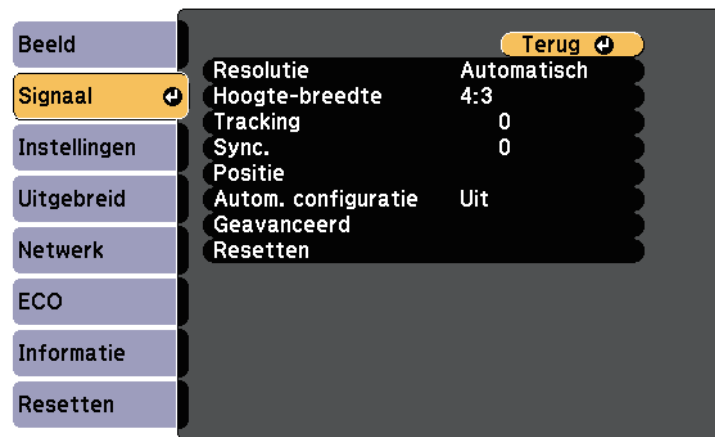 Beeld
Signaal
Instellingen
Uitgebreid
Netwerk
ECO
Informatie
Resetten
Terug
Resolutie Automatisch
Hoogte-breedte 4:3
Tracking 0
Sync. 0
Positie
Autom. configuratie Uit
Geavanceerd
Resetten